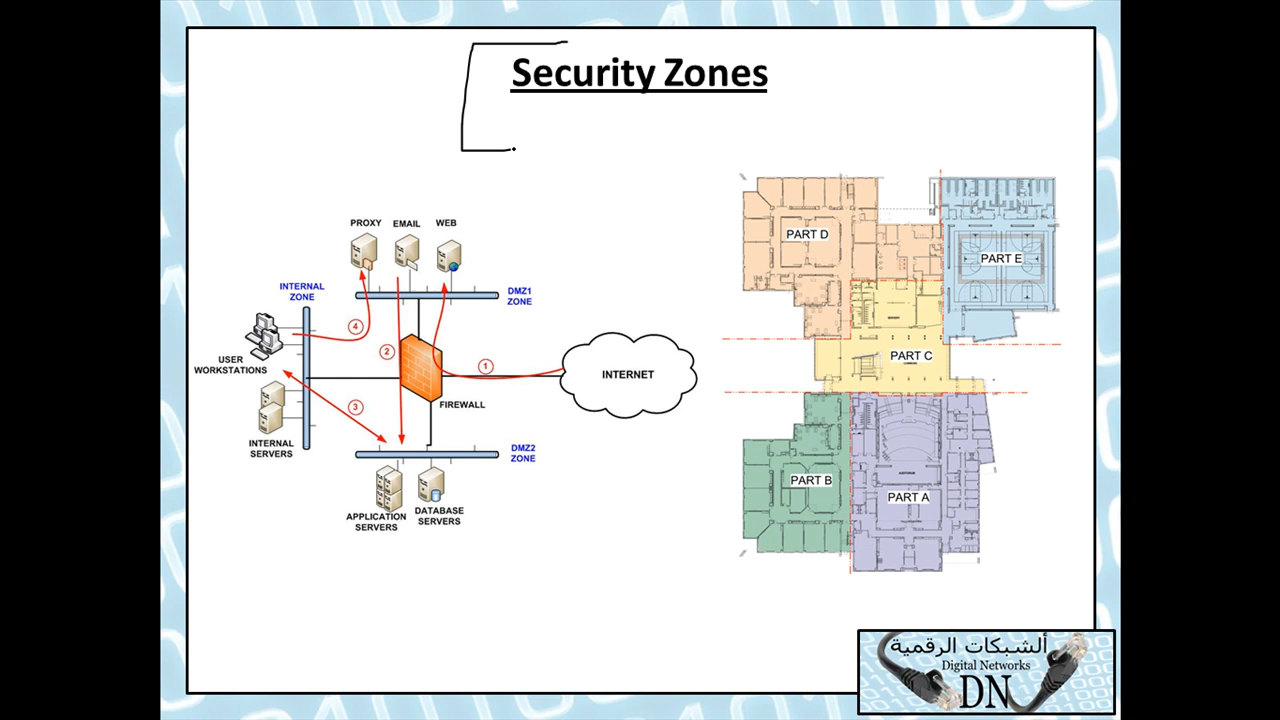 Security Zones
PROXY
EMAIL
WEB
INTERNAL
ZONE
DMZ1
ZONE
4
USER
WORKSTATIONS
2
1
INTERNET
FIREWALL
3
INTERNAL
SERVERS
DMZ2
ZONE
APPLICATION
SERVERS
DATABASE
SERVERS
PART D
PART E
PART C
PART B
PART A
ألشبكات الرقمية
Digital Networks
DN